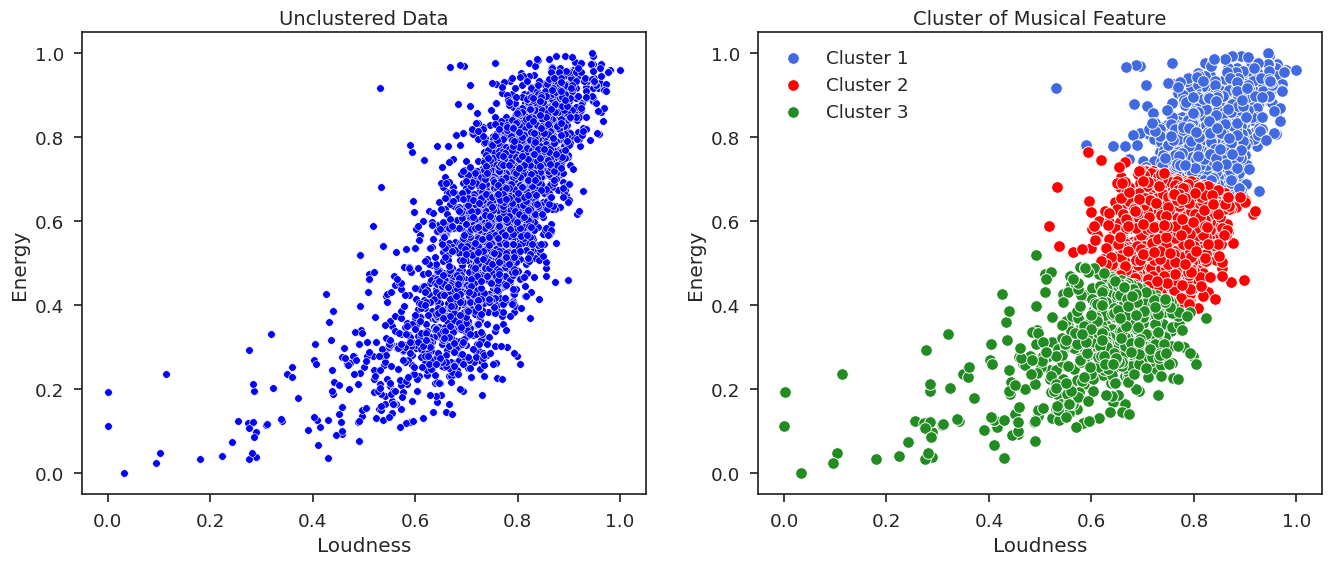 Unclustered Data
1.0
0.8
0.6
0.4
0.2
0.0
Energy
0.0 0.2 0.4 0.6 0.8 1.0
Loudness
Cluster of Musical Feature
Cluster 1
Cluster 2
Cluster 3
1.0
0.8
0.6
0.4
0.2
0.0
Energy
0.0 0.2 0.4 0.6 0.8 1.0
Loudness